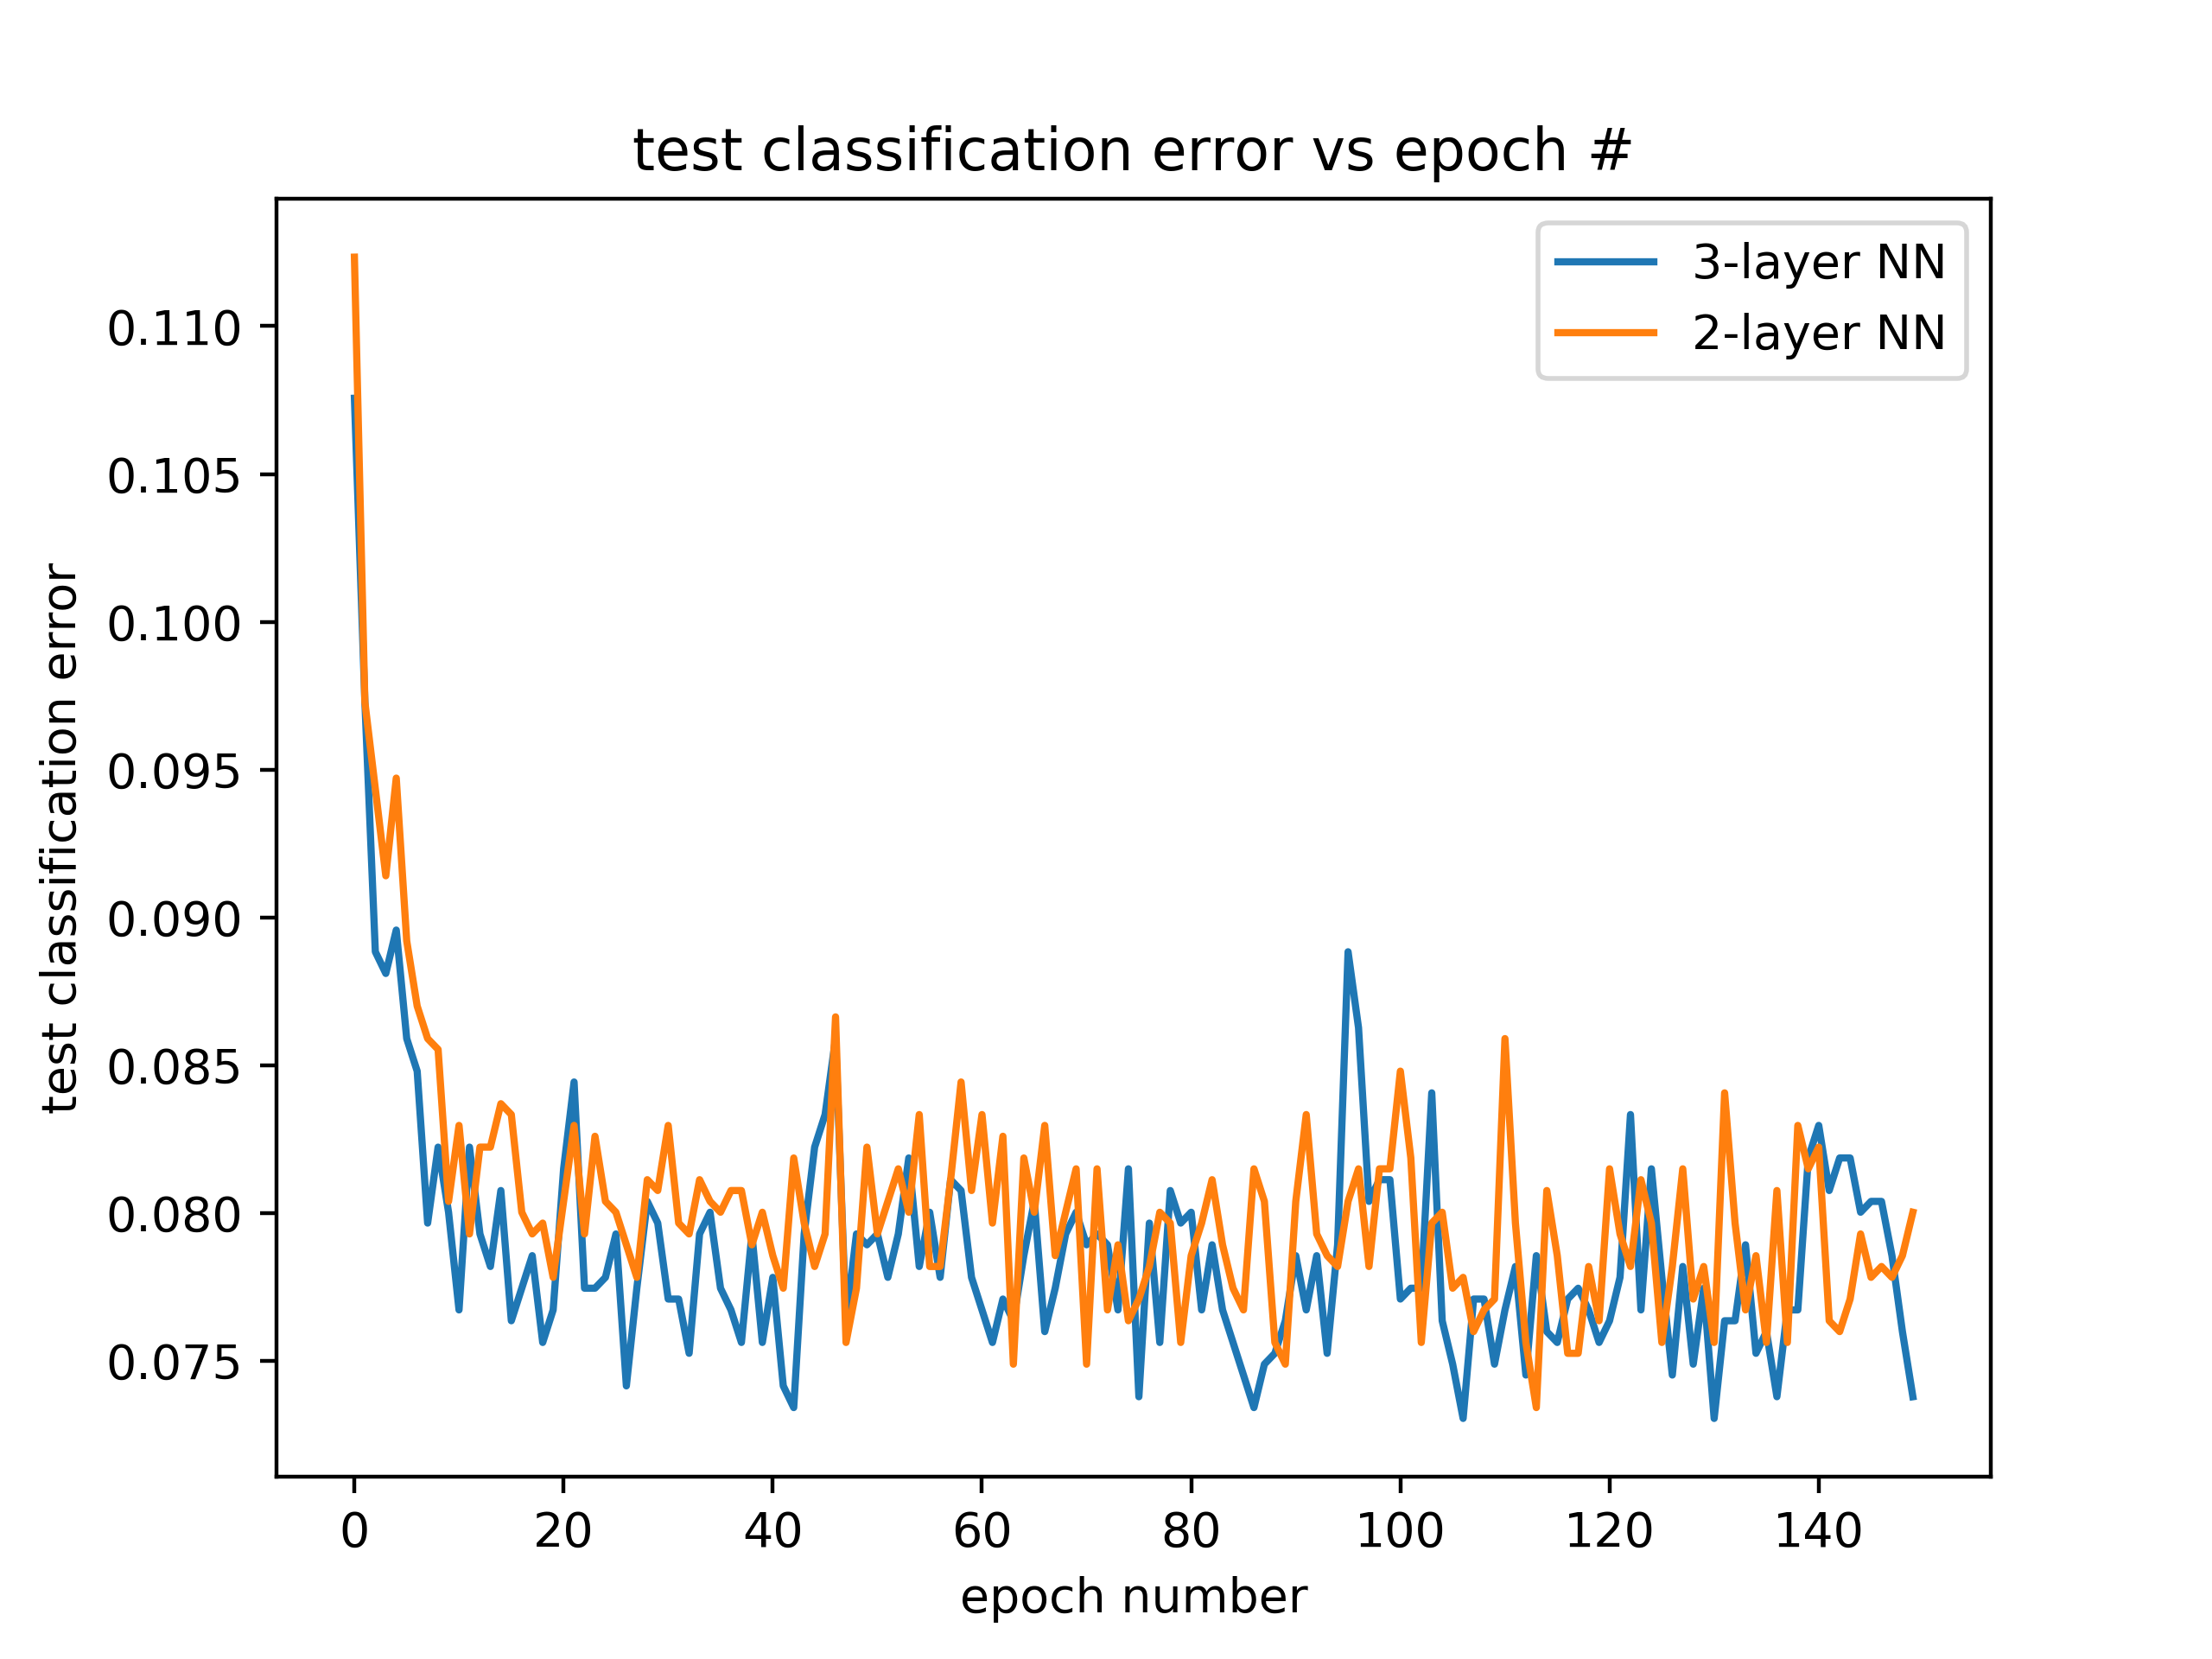 test classification error vs epoch #
3-layer NN
2-layer NN
test classification error
0.110
0.105
0.100
0.095
0.090
0.085
0.080
0.075
0 20 40 60 80 100 120 140
epoch number